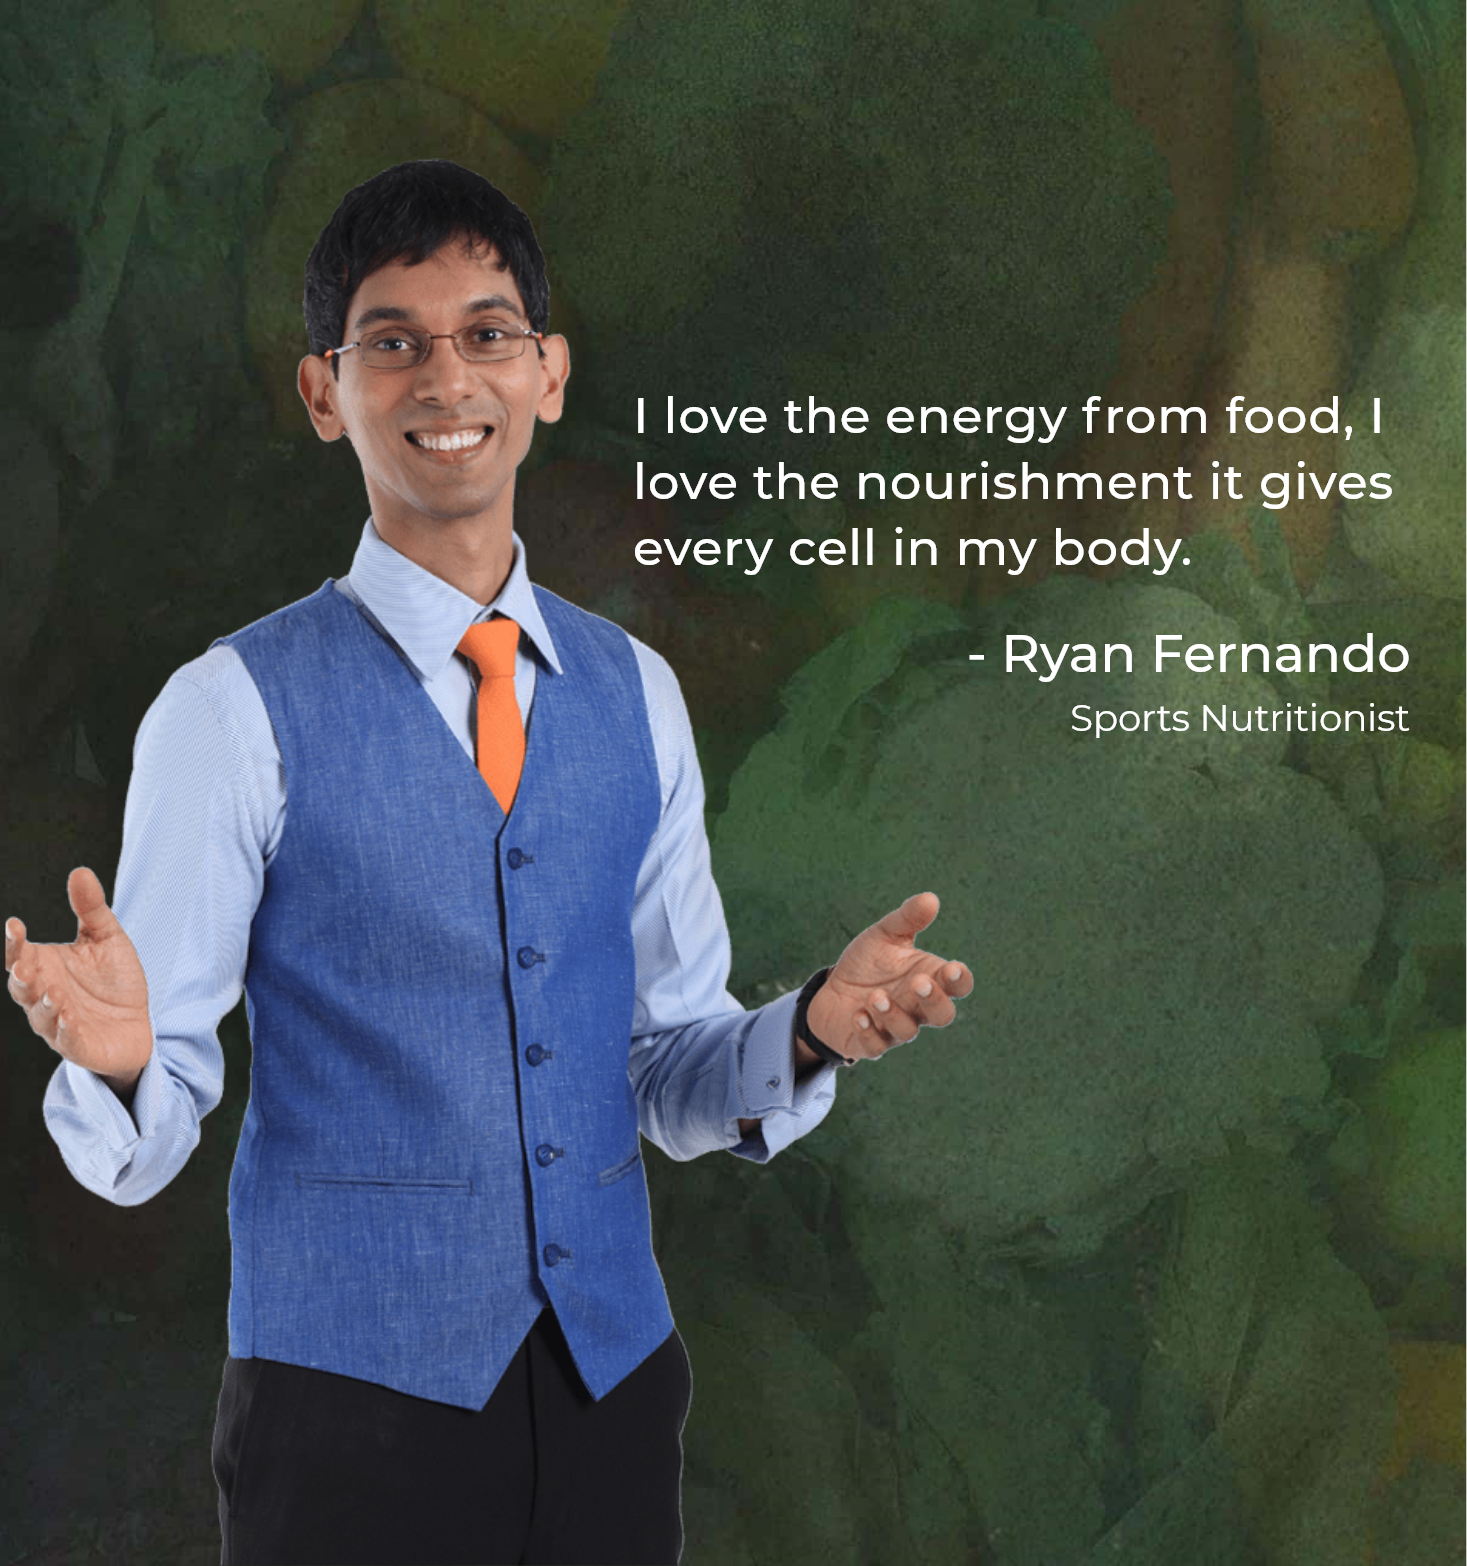 I love the energy from food, I
love the nourishment it gives
every cell in my body.
- Ryan Fernando
Sports Nutritionist